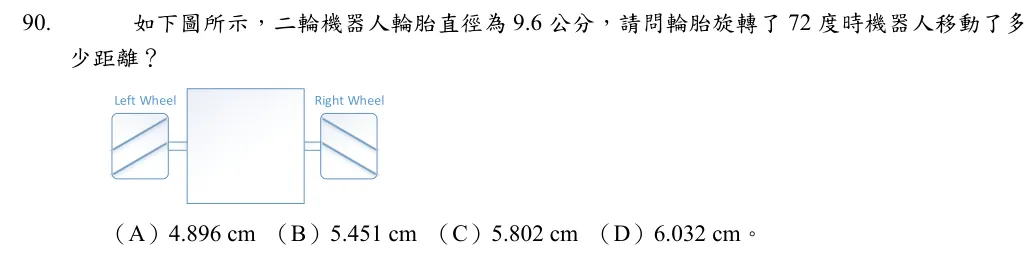 90. 如下圖所示，二輪機器人輪胎直徑為 9.6 公分，請問輪胎旋轉了 72 度時機器人移動了多
少距離？
Left Wheel Right Wheel
（A）4.896 cm （B）5.451 cm （C）5.802 cm （D）6.032 cm。